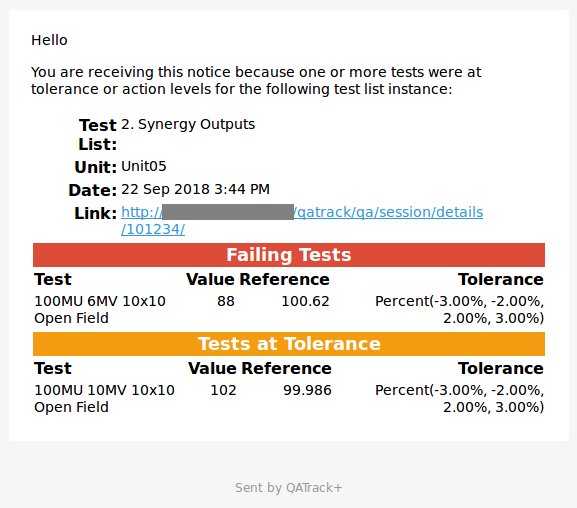 Hello
You are receiving this notice because one or more tests were at
tolerance or action levels for the following test list instance:
Test List: 2. Synergy Outputs
Unit: Unit05
Date: 22 Sep 2018 3:44 PM
Link: http:/ /qatrack/qa/session/details
/101234/
Failing Tests
Test Value Reference Tolerance
100MU 6MV 10x10 88 100.62 Percent(-3.00%, -2.00%,
Open Field 2.00%, 3.00%)
Tests at Tolerance
Test Value Reference Tolerance
100MU 10MV 10x10 102 99.986 Percent(-3.00%, -2.00%,
Open Field 2.00%, 3.00%)
Sent by QATrack+